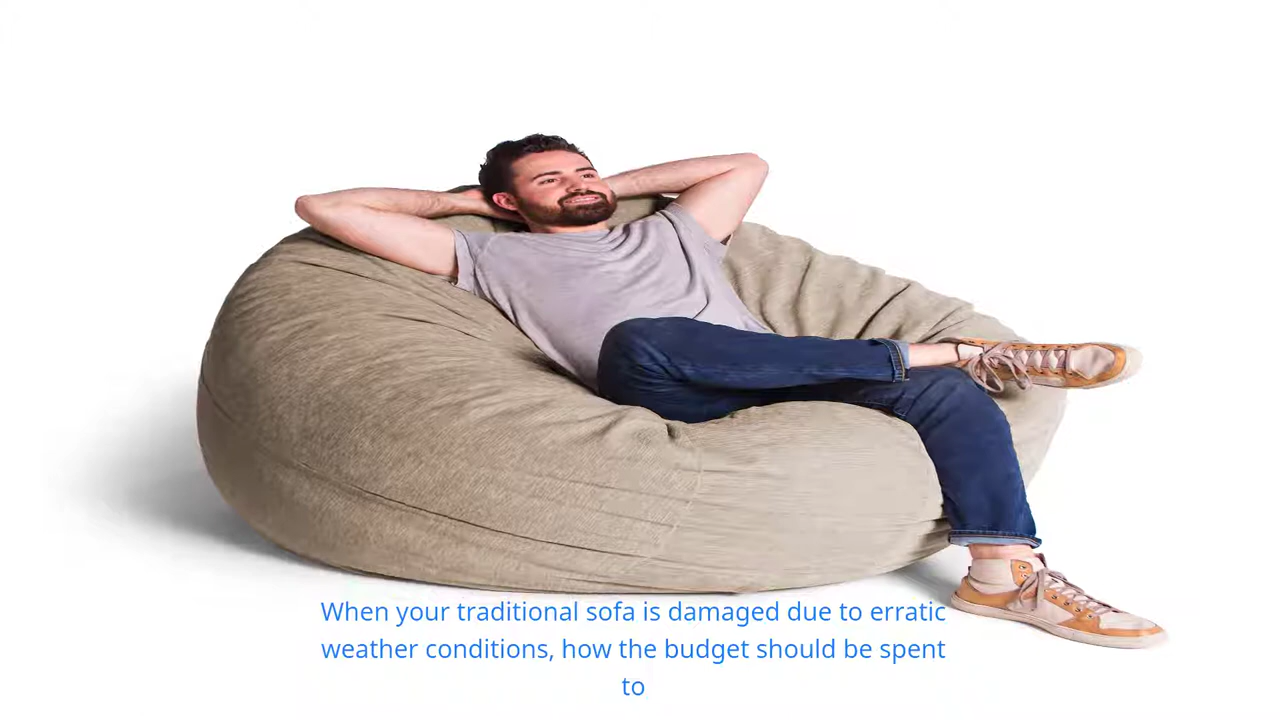 When your traditional sofa is damaged due to erratic
weather conditions, how the budget should be spent
to